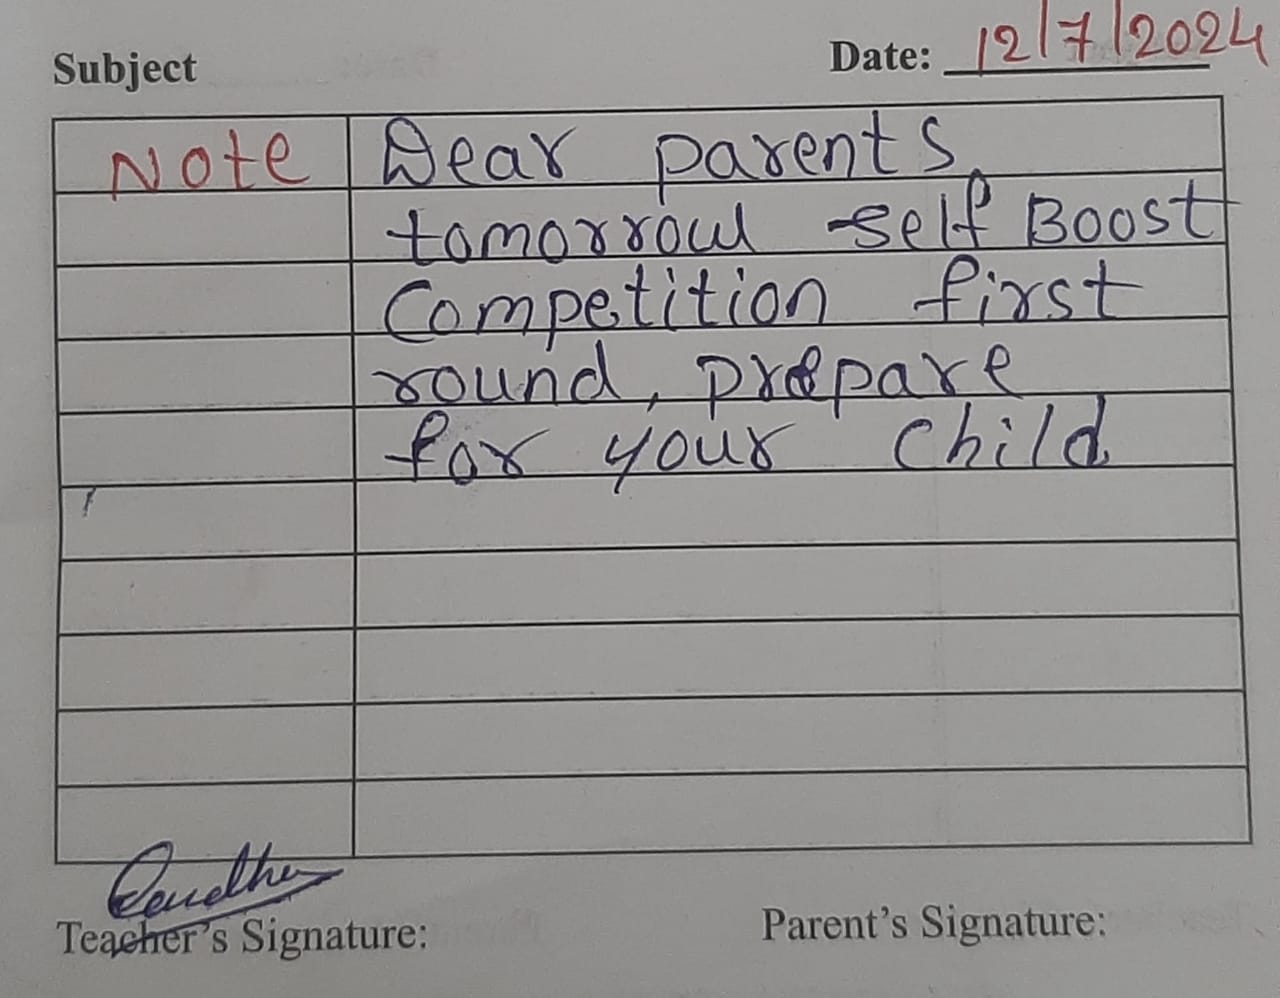 Subject
Date: 12/7/2024
Note
Dear parents,
tomorrow self Boost
Competition first
round, prepare
for your child
Teacher's Signature:
Parent's Signature: